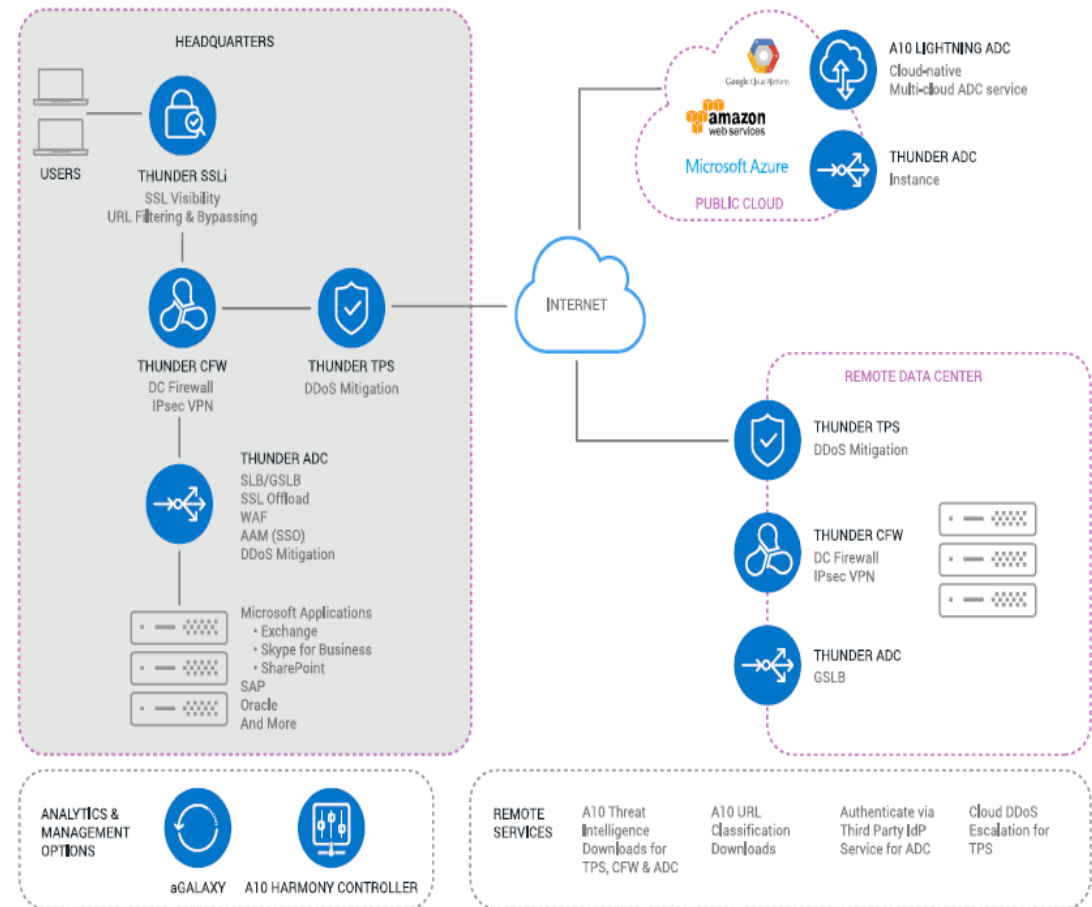 HEADQUARTERS
USERS
THUNDER SSLi
SSL Visibility
URL Filtering & Bypassing
THUNDER CFW
DC Firewall
IPsec VPN
THUNDER TPS
DDoS Mitigation
THUNDER ADC
SLB/GSLB
SSL Offload
WAF
AAM (SSO)
DDoS Mitigation
Microsoft Applications
• Exchange
• Skype for Business
• SharePoint
SAP
Oracle
And More
INTERNET
Google Cloud Platform
amazon
web services
Microsoft Azure
PUBLIC CLOUD
A10 LIGHTNING ADC
Cloud-native
Multi-cloud ADC service
THUNDER ADC
Instance
REMOTE DATA CENTER
THUNDER TPS
DDoS Mitigation
THUNDER CFW
DC Firewall
IPsec VPN
THUNDER ADC
GSLB
ANALYTICS &
MANAGEMENT
OPTIONS
aGALAXY
A10 HARMONY CONTROLLER
REMOTE
SERVICES
A10 Threat
Intelligence
Downloads for
TPS, CFW & ADC
A10 URL
Classification
Downloads
Authenticate via
Third Party IdP
Service for ADC
Cloud DDoS
Escalation for
TPS